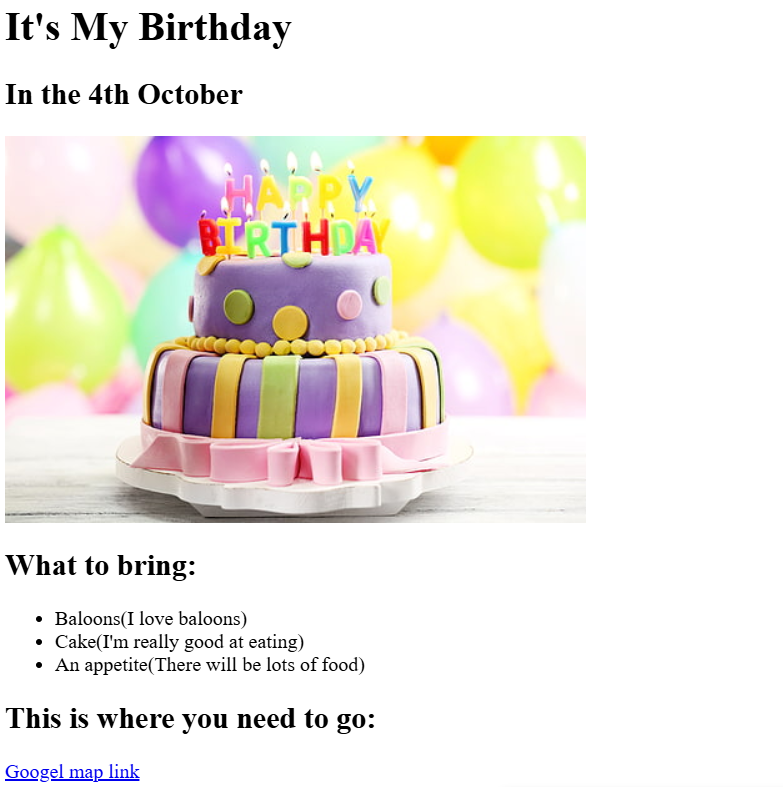 It's My Birthday
In the 4th October
HAPPY
BIRTHDAY
What to bring:
Baloons(I love baloons)
Cake(I'm really good at eating)
An appetite(There will be lots of food)
This is where you need to go:
Googel map link